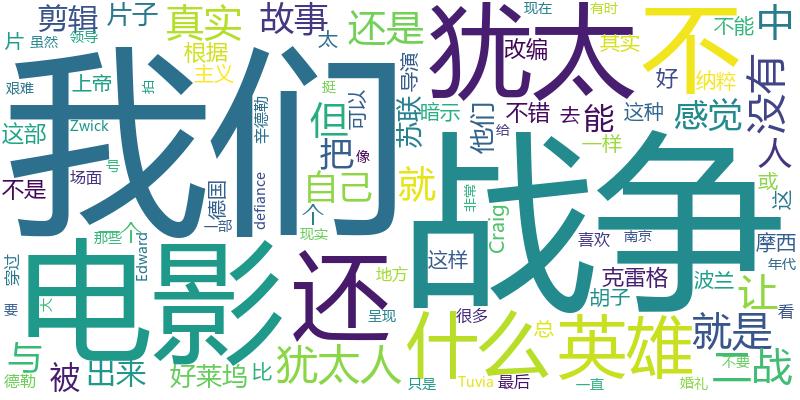 剪辑 片子 真实 故事 还是 犹太 不 中
片 虽然 领导 根据 太 改编 其实 现在 有时 不能
艰难 上帝 拍 主义 挺 可以 导演 苏联 暗示 不错 去 能 好 纳粹 没有
我们 辛德勒 但 把 他们 这种 感觉 人
这部 Zwick 号 像 给 一样 或
不是 场面 德国 一部 defiance 自己 个 就 战争 非常 Craig 喜欢 南京 这 摩西 年代
那些 个 Edward 现实 这样 克雷格 波兰 让
穿过 要 大 电影 还 地方 胡子 看
与 被 出来 好莱坞 比 犹太人 呈现 什么 很多 总 英雄 就是 二战
德勒 只是 Tuvia 最后 一直 婚礼 不要